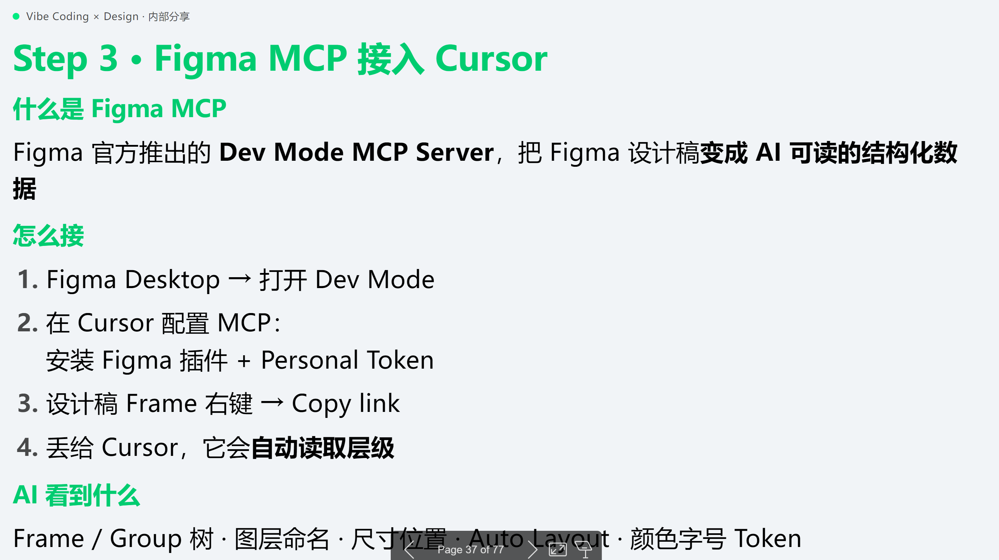 Vibe Coding × Design · 内部分享
Step 3 · Figma MCP 接入 Cursor
什么是 Figma MCP
Figma 官方推出的 Dev Mode MCP Server，把 Figma 设计稿变成 AI 可读的结构化数
据
怎么接
1. Figma Desktop → 打开 Dev Mode
2. 在 Cursor 配置 MCP：
安装 Figma 插件 + Personal Token
3. 设计稿 Frame 右键 → Copy link
4. 丢给 Cursor，它会自动读取层级
AI 看到什么
Frame / Group 树 · 图层命名 · 尺寸位置 · Auto Layout · 颜色字号 Token
Page 37 of 77